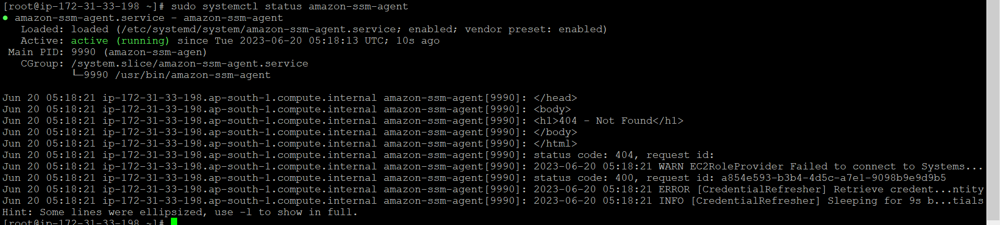 [root@ip-172-31-33-198 ~]# sudo systemctl status amazon-ssm-agent
● amazon-ssm-agent.service - amazon-ssm-agent
   Loaded: loaded (/etc/systemd/system/amazon-ssm-agent.service; enabled; vendor preset: enabled)
   Active: active (running) since Tue 2023-06-20 05:18:13 UTC; 10s ago
 Main PID: 9990 (amazon-ssm-agen)
   CGroup: /system.slice/amazon-ssm-agent.service
           └─9990 /usr/bin/amazon-ssm-agent
Jun 20 05:18:21 ip-172-31-33-198.ap-south-1.compute.internal amazon-ssm-agent[9990]: </head>
Jun 20 05:18:21 ip-172-31-33-198.ap-south-1.compute.internal amazon-ssm-agent[9990]: <body>
Jun 20 05:18:21 ip-172-31-33-198.ap-south-1.compute.internal amazon-ssm-agent[9990]: <h1>404 - Not Found</h1>
Jun 20 05:18:21 ip-172-31-33-198.ap-south-1.compute.internal amazon-ssm-agent[9990]: </body>
Jun 20 05:18:21 ip-172-31-33-198.ap-south-1.compute.internal amazon-ssm-agent[9990]: </html>
Jun 20 05:18:21 ip-172-31-33-198.ap-south-1.compute.internal amazon-ssm-agent[9990]: status code: 404, request id:
Jun 20 05:18:21 ip-172-31-33-198.ap-south-1.compute.internal amazon-ssm-agent[9990]: 2023-06-20 05:18:21 WARN EC2RoleProvider Failed to connect to Systems...
Jun 20 05:18:21 ip-172-31-33-198.ap-south-1.compute.internal amazon-ssm-agent[9990]: status code: 400, request id: a854e593-b3b4-4d5c-a7e1-9098b9e9d9b5
Jun 20 05:18:21 ip-172-31-33-198.ap-south-1.compute.internal amazon-ssm-agent[9990]: 2023-06-20 05:18:21 ERROR [CredentialRefresher] Retrieve credent...ntity
Jun 20 05:18:21 ip-172-31-33-198.ap-south-1.compute.internal amazon-ssm-agent[9990]: 2023-06-20 05:18:21 INFO [CredentialRefresher] Sleeping for 9s b...tials
Hint: Some lines were ellipsized, use -l to show in full.
[root@ip-172-31-33-198 ~]#